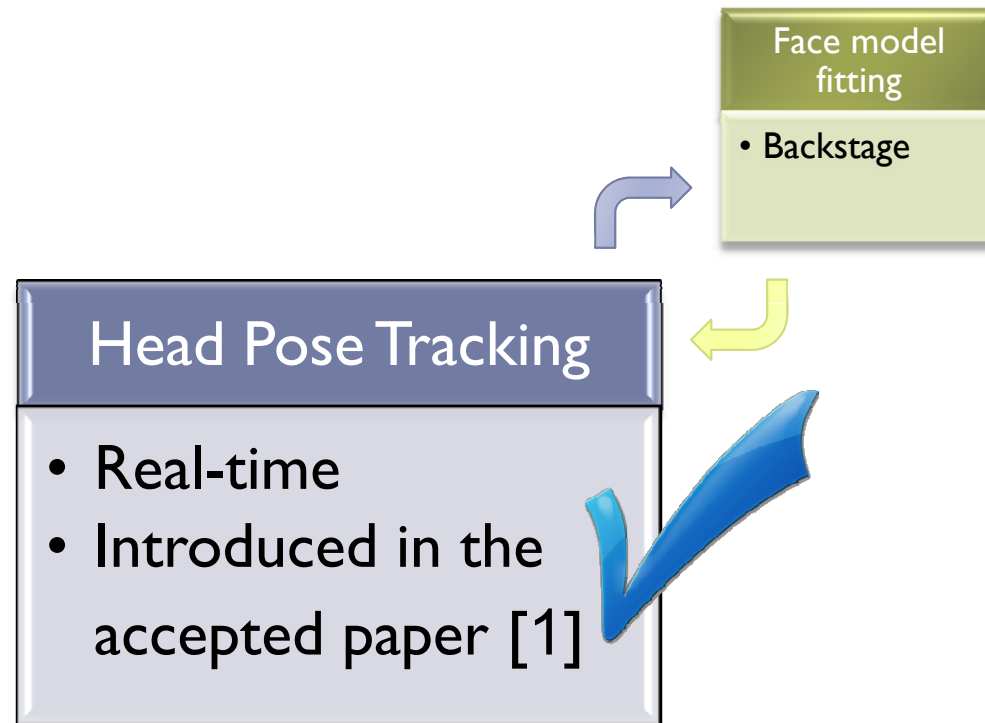 Face model
fitting
• Backstage
Head Pose Tracking
• Real-time
• Introduced in the
accepted paper [1]